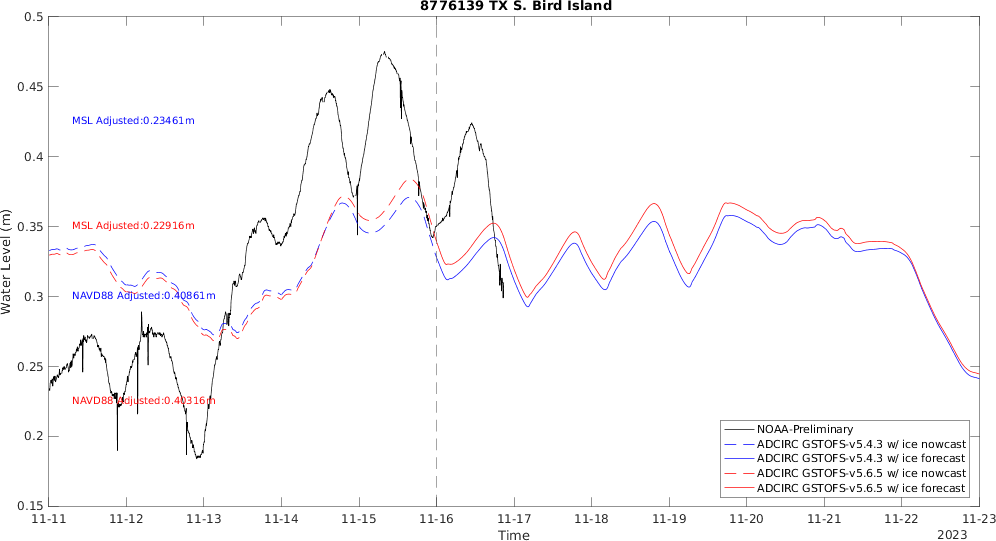 8776139 TX S. Bird Island
0.5
0.45
MSL Adjusted:0.23461m
0.4
0.35
MSL Adjusted:0.22916m
Water Level (m)
0.3
NAVD88 Adjusted:0.40861m
0.25
NAVD88 Adjusted:0.40316m
0.2
0.15
NOAA-Preliminary
ADCIRC GSTOFS-v5.4.3 w/ ice nowcast
ADCIRC GSTOFS-v5.4.3 w/ ice forecast
ADCIRC GSTOFS-v5.6.5 w/ ice nowcast
ADCIRC GSTOFS-v5.6.5 w/ ice forecast
11-11 11-12 11-13 11-14 11-15 11-16 11-17 11-18 11-19 11-20 11-21 11-22 11-23
Time
2023